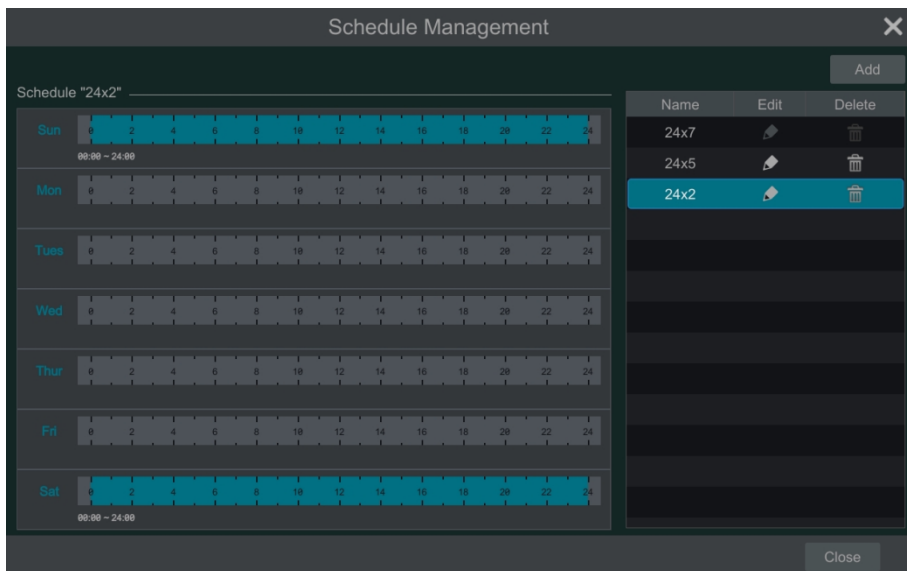 Schedule Management
Add
Schedule "24x2"
Sun 0 2 4 6 8 10 12 14 16 18 20 22 24
00:00 ~ 24:00
Mon 0 2 4 6 8 10 12 14 16 18 20 22 24
Tues 0 2 4 6 8 10 12 14 16 18 20 22 24
Wed 0 2 4 6 8 10 12 14 16 18 20 22 24
Thur 0 2 4 6 8 10 12 14 16 18 20 22 24
Fri 0 2 4 6 8 10 12 14 16 18 20 22 24
Sat 0 2 4 6 8 10 12 14 16 18 20 22 24
00:00 ~ 24:00
Name Edit Delete
24x7
24x5
24x2
Close